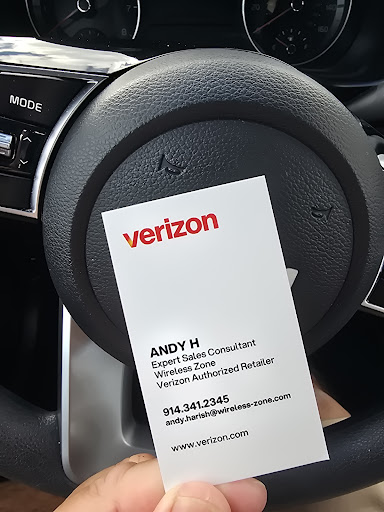 MODE
verizon
ANDY H
Expert Sales Consultant
Wireless Zone
Verizon Authorized Retailer
914.341.2345
andy.harish@wireless-zone.com
www.verizon.com